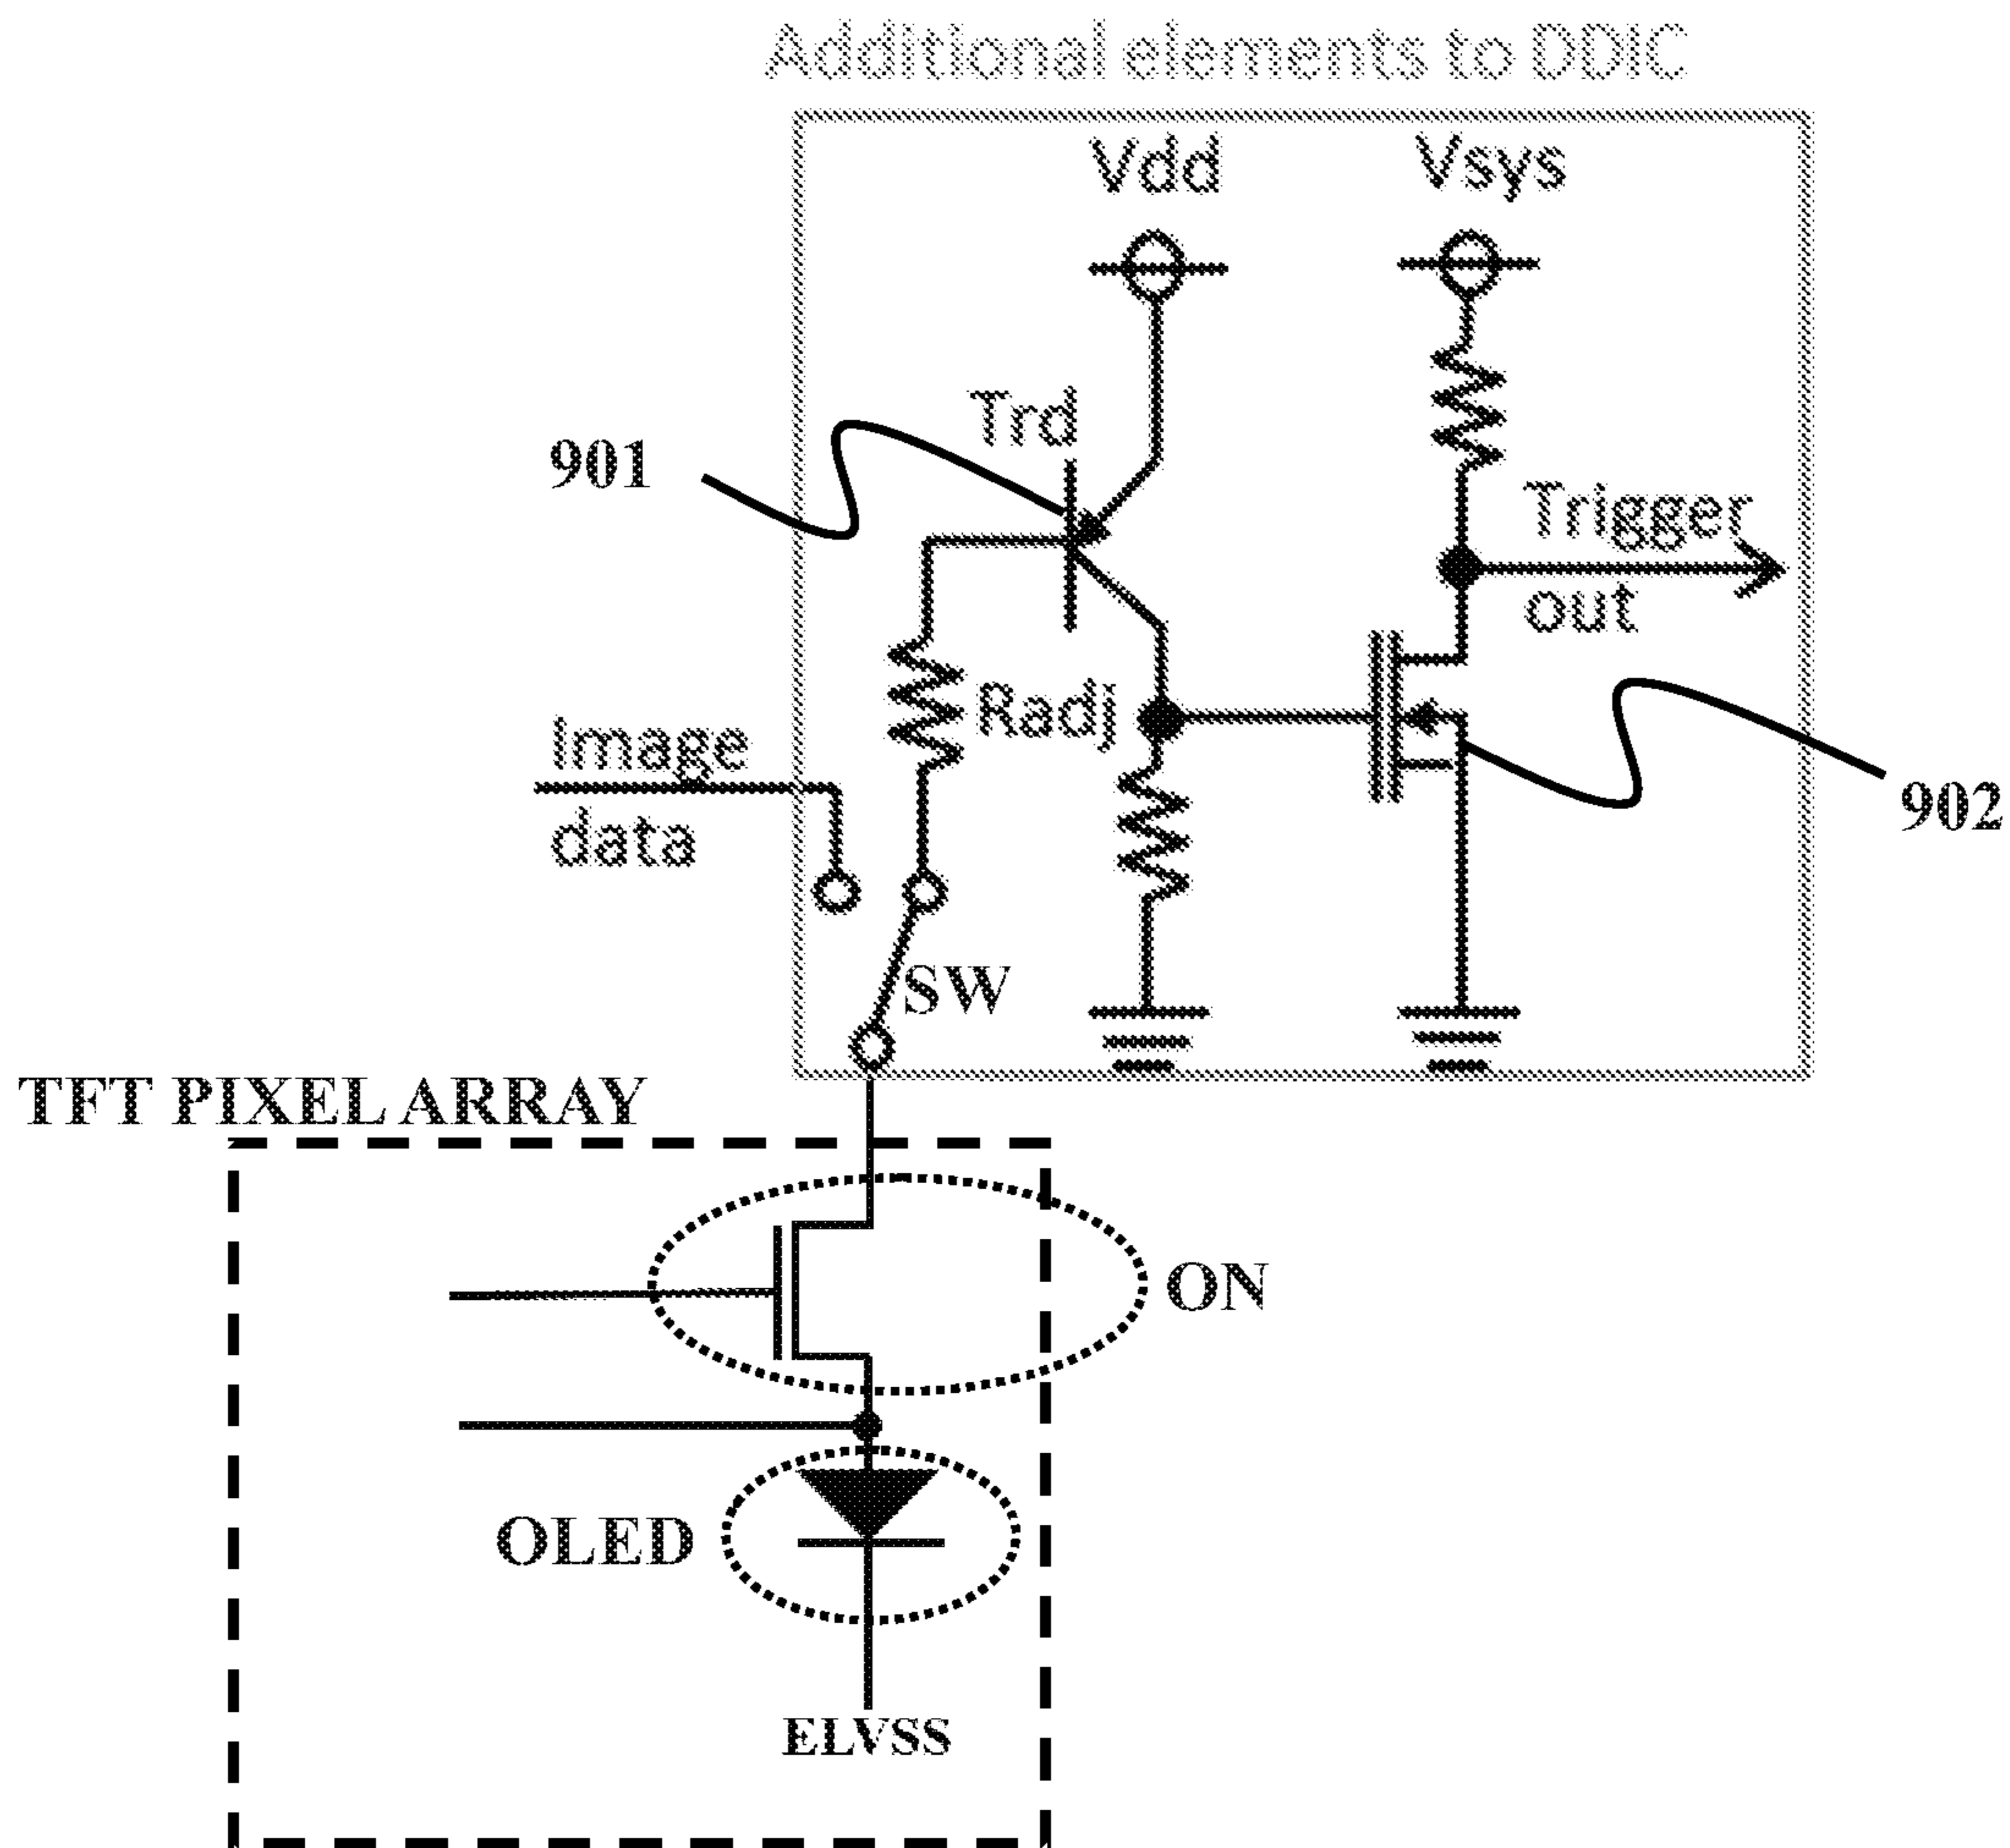 Additional elements to DDIC
Vdd
Vsys
Trd
901
Trigger
out
Radj
Image
data
902
SW
TFT PIXEL ARRAY
ON
OLED
ELVSS